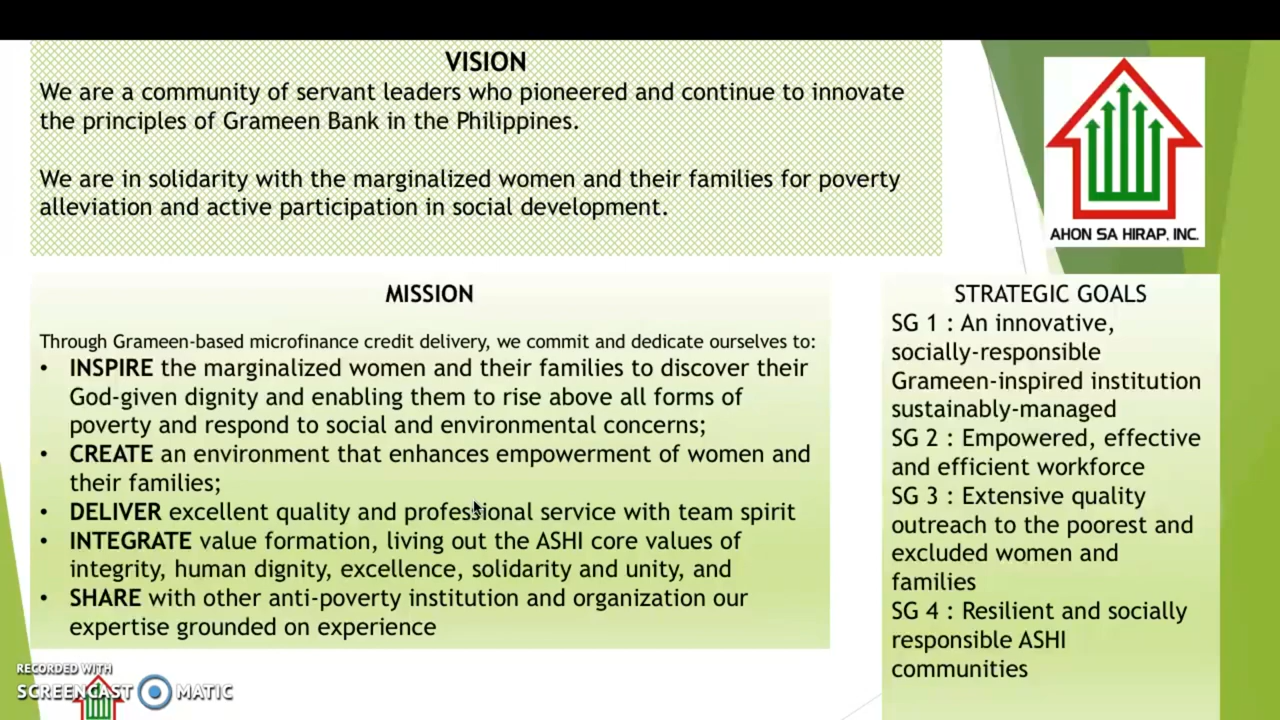 VISION
We are a community of servant leaders who pioneered and continue to innovate
the principles of Grameen Bank in the Philippines.
We are in solidarity with the marginalized women and their families for poverty
alleviation and active participation in social development.
AHON SA HIRAP, INC.
MISSION
Through Grameen-based microfinance credit delivery, we commit and dedicate ourselves to:
• INSPIRE the marginalized women and their families to discover their
God-given dignity and enabling them to rise above all forms of
poverty and respond to social and environmental concerns;
• CREATE an environment that enhances empowerment of women and
their families;
• DELIVER excellent quality and professional service with team spirit
• INTEGRATE value formation, living out the ASHI core values of
integrity, human dignity, excellence, solidarity and unity, and
• SHARE with other anti-poverty institution and organization our
expertise grounded on experience
STRATEGIC GOALS
SG 1 : An innovative,
socially-responsible
Grameen-inspired institution
sustainably-managed
SG 2 : Empowered, effective
and efficient workforce
SG 3 : Extensive quality
outreach to the poorest and
excluded women and
families
SG 4 : Resilient and socially
responsible ASHI
communities
RECORDED WITH
SCREENCAST MATIC